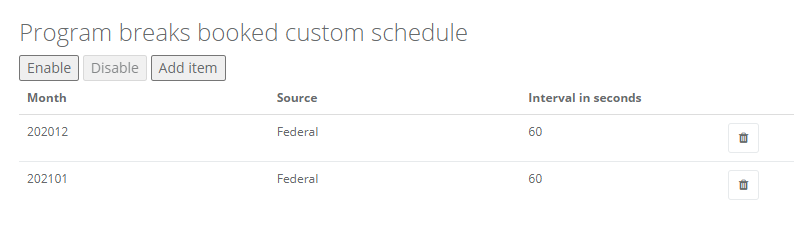 Program breaks booked custom schedule
Enable Disable Add item
Month Source Interval in seconds
202012 Federal 60
202101 Federal 60